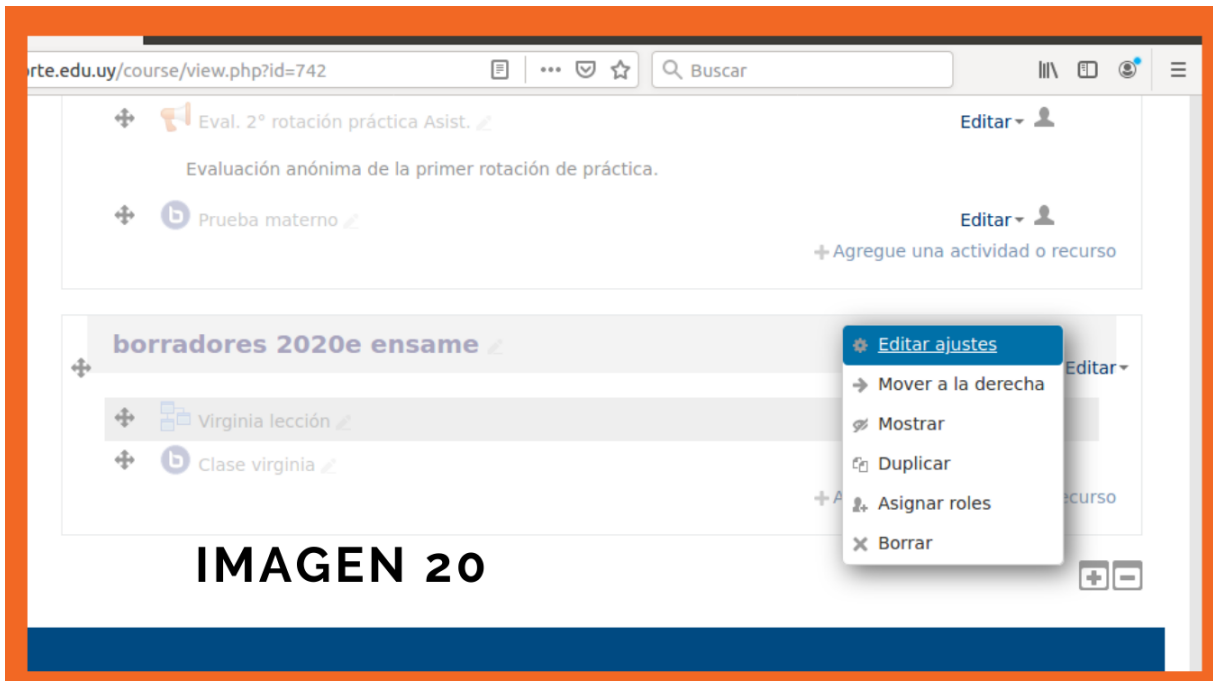 orte.edu.uy/course/view.php?id=742 Buscar
Eval. 2° rotación práctica Asist. Editar
Evaluación anónima de la primer rotación de práctica.
Prueba materno Editar
Agregue una actividad o recurso
borradores 2020e ensame
Editar ajustes
Editar
Mover a la derecha
Virginia lección
Mostrar
Clase virginia
Duplicar
Asignar roles
Borrar
IMAGEN 20